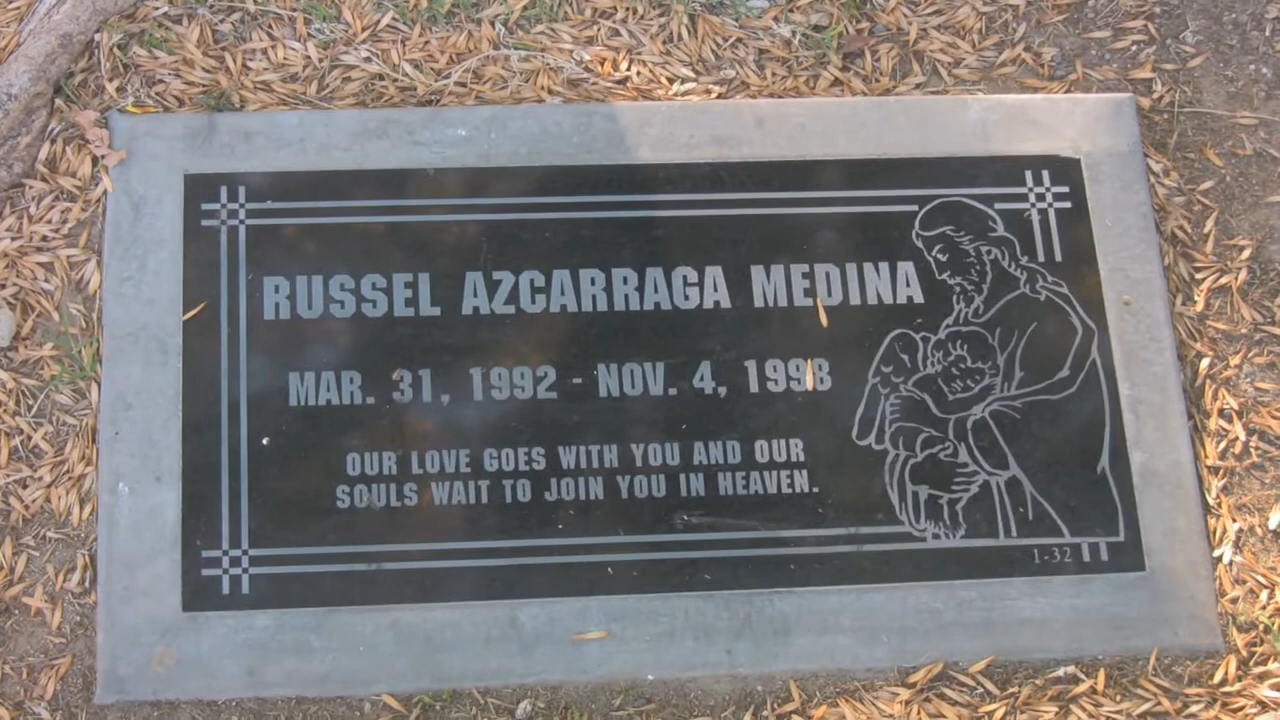 RUSSEL AZCARRAGA MEDINA
MAR. 31, 1992 - NOV. 4, 1998
OUR LOVE GOES WITH YOU AND OUR
SOULS WAIT TO JOIN YOU IN HEAVEN.
1-32